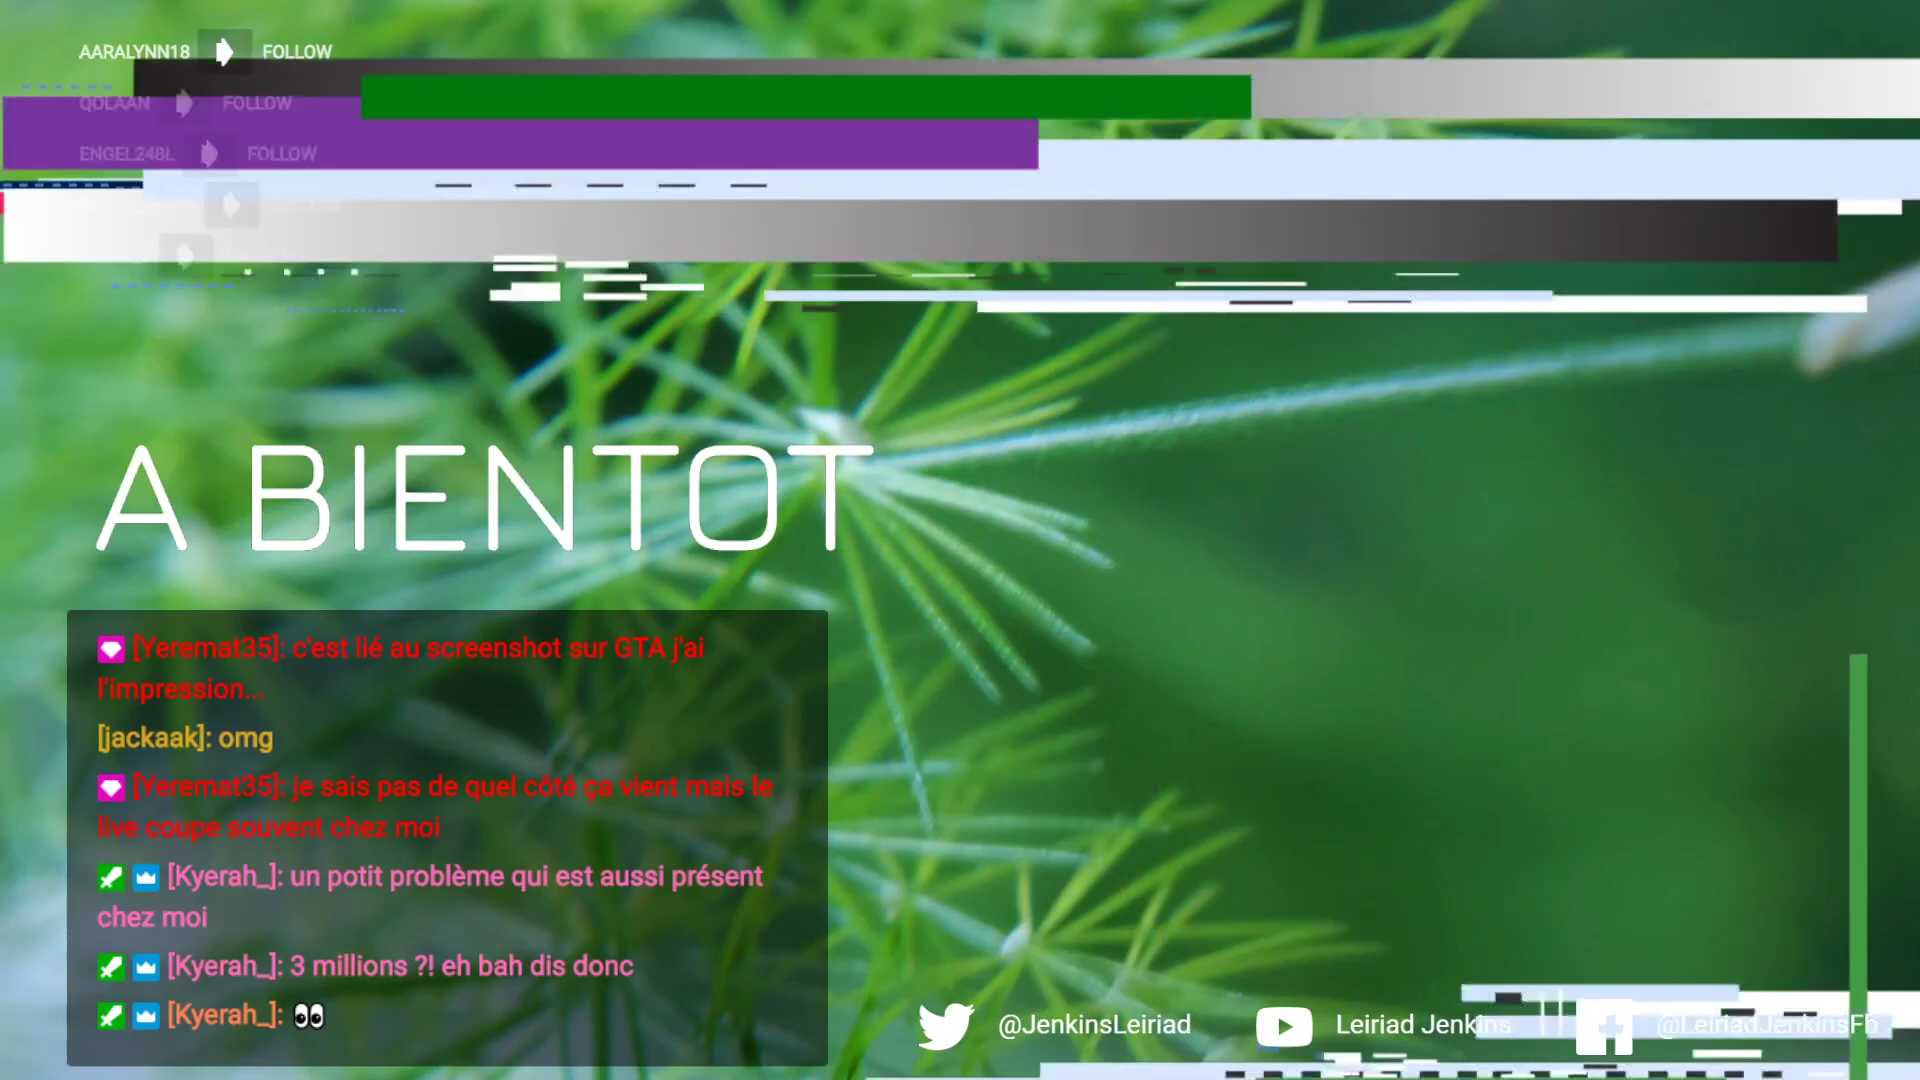 AARALYNN18 FOLLOW
QOLAAN FOLLOW
ENGEL248L FOLLOW
A BIENTOT
[Yeremat35]: c'est lié au screenshot sur GTA j'ai
l'impression...
[jackaak]: omg
[Yeremat35]: je sais pas de quel côté ça vient mais le
live coupe souvent chez moi
[Kyerah_]: un potit problème qui est aussi présent
chez moi
[Kyerah_]: 3 millions ?! eh bah dis donc
[Kyerah_]: 👀
@JenkinsLeiriad Leiriad Jenkins @LeiriadJenkinsFb